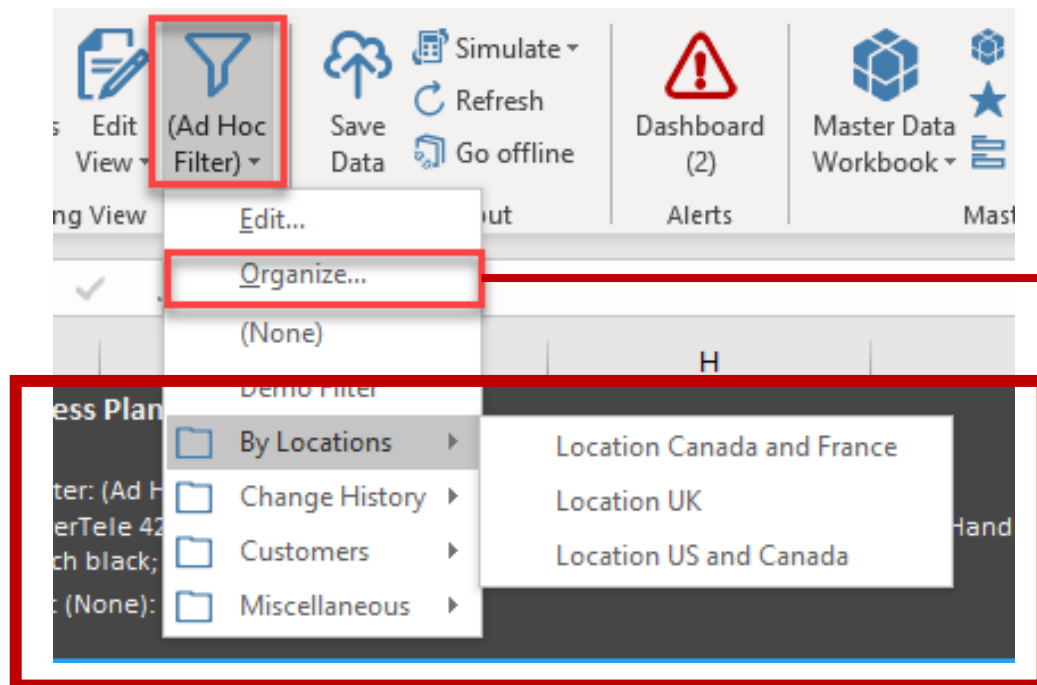 Edit
View
(Ad Hoc
Filter)
Save
Data
Simulate
Refresh
Go offline
Dashboard
(2)
Master Data
Workbook
ng View
ut
Alerts
Mast
Edit...
Organize...
(None)
H
Demo Filter
ess Plan
By Locations
Location Canada and France
ter: (Ad H
Change History
Location UK
erTele 42
Hand
ch black;
Customers
Location US and Canada
t (None):
Miscellaneous